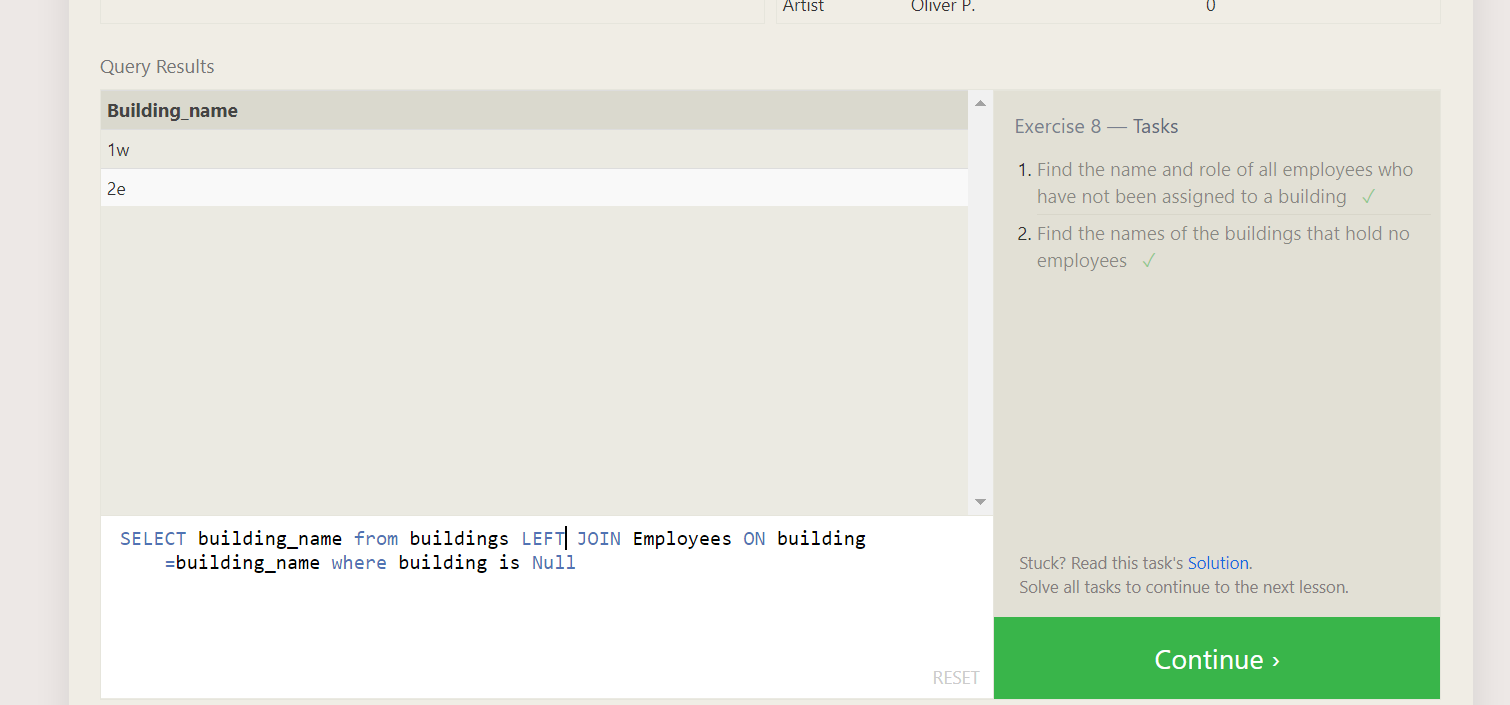 Artist Oliver P. 0
Query Results
Building_name
1w
2e
Exercise 8 — Tasks
1. Find the name and role of all employees who
have not been assigned to a building ✓
2. Find the names of the buildings that hold no
employees ✓
SELECT building_name from buildings LEFT JOIN Employees ON building
=building_name where building is Null
RESET
Stuck? Read this task's Solution.
Solve all tasks to continue to the next lesson.
Continue ›